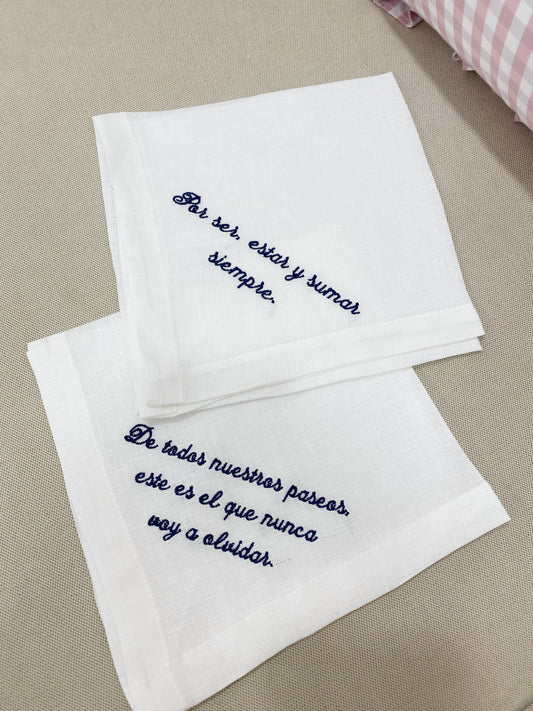 Por ser, estar y sumar
siempre.
De todos nuestros paseos,
este es el que nunca
voy a olvidar.